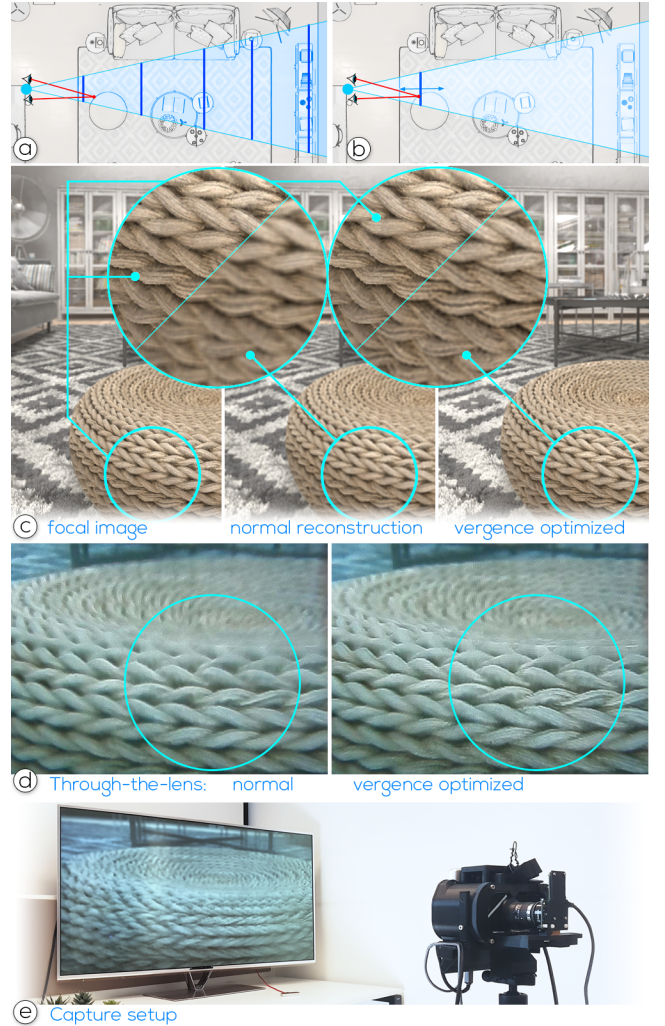 a
b
c focal image normal reconstruction vergence optimized
d Through-the-lens: normal vergence optimized
e Capture setup